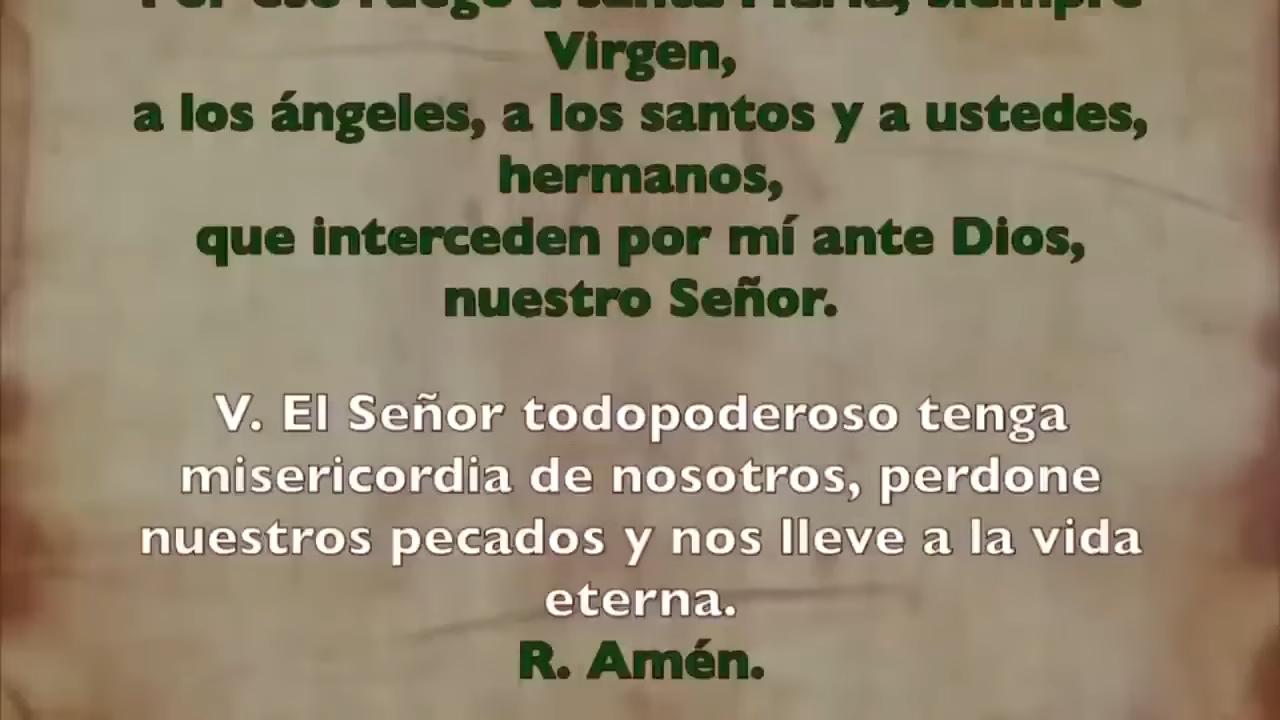 Por eso ruego a santa María, siempre
Virgen,
a los ángeles, a los santos y a ustedes,
hermanos,
que interceden por mí ante Dios,
nuestro Señor.
V. El Señor todopoderoso tenga
misericordia de nosotros, perdone
nuestros pecados y nos lleve a la vida
eterna.
R. Amén.